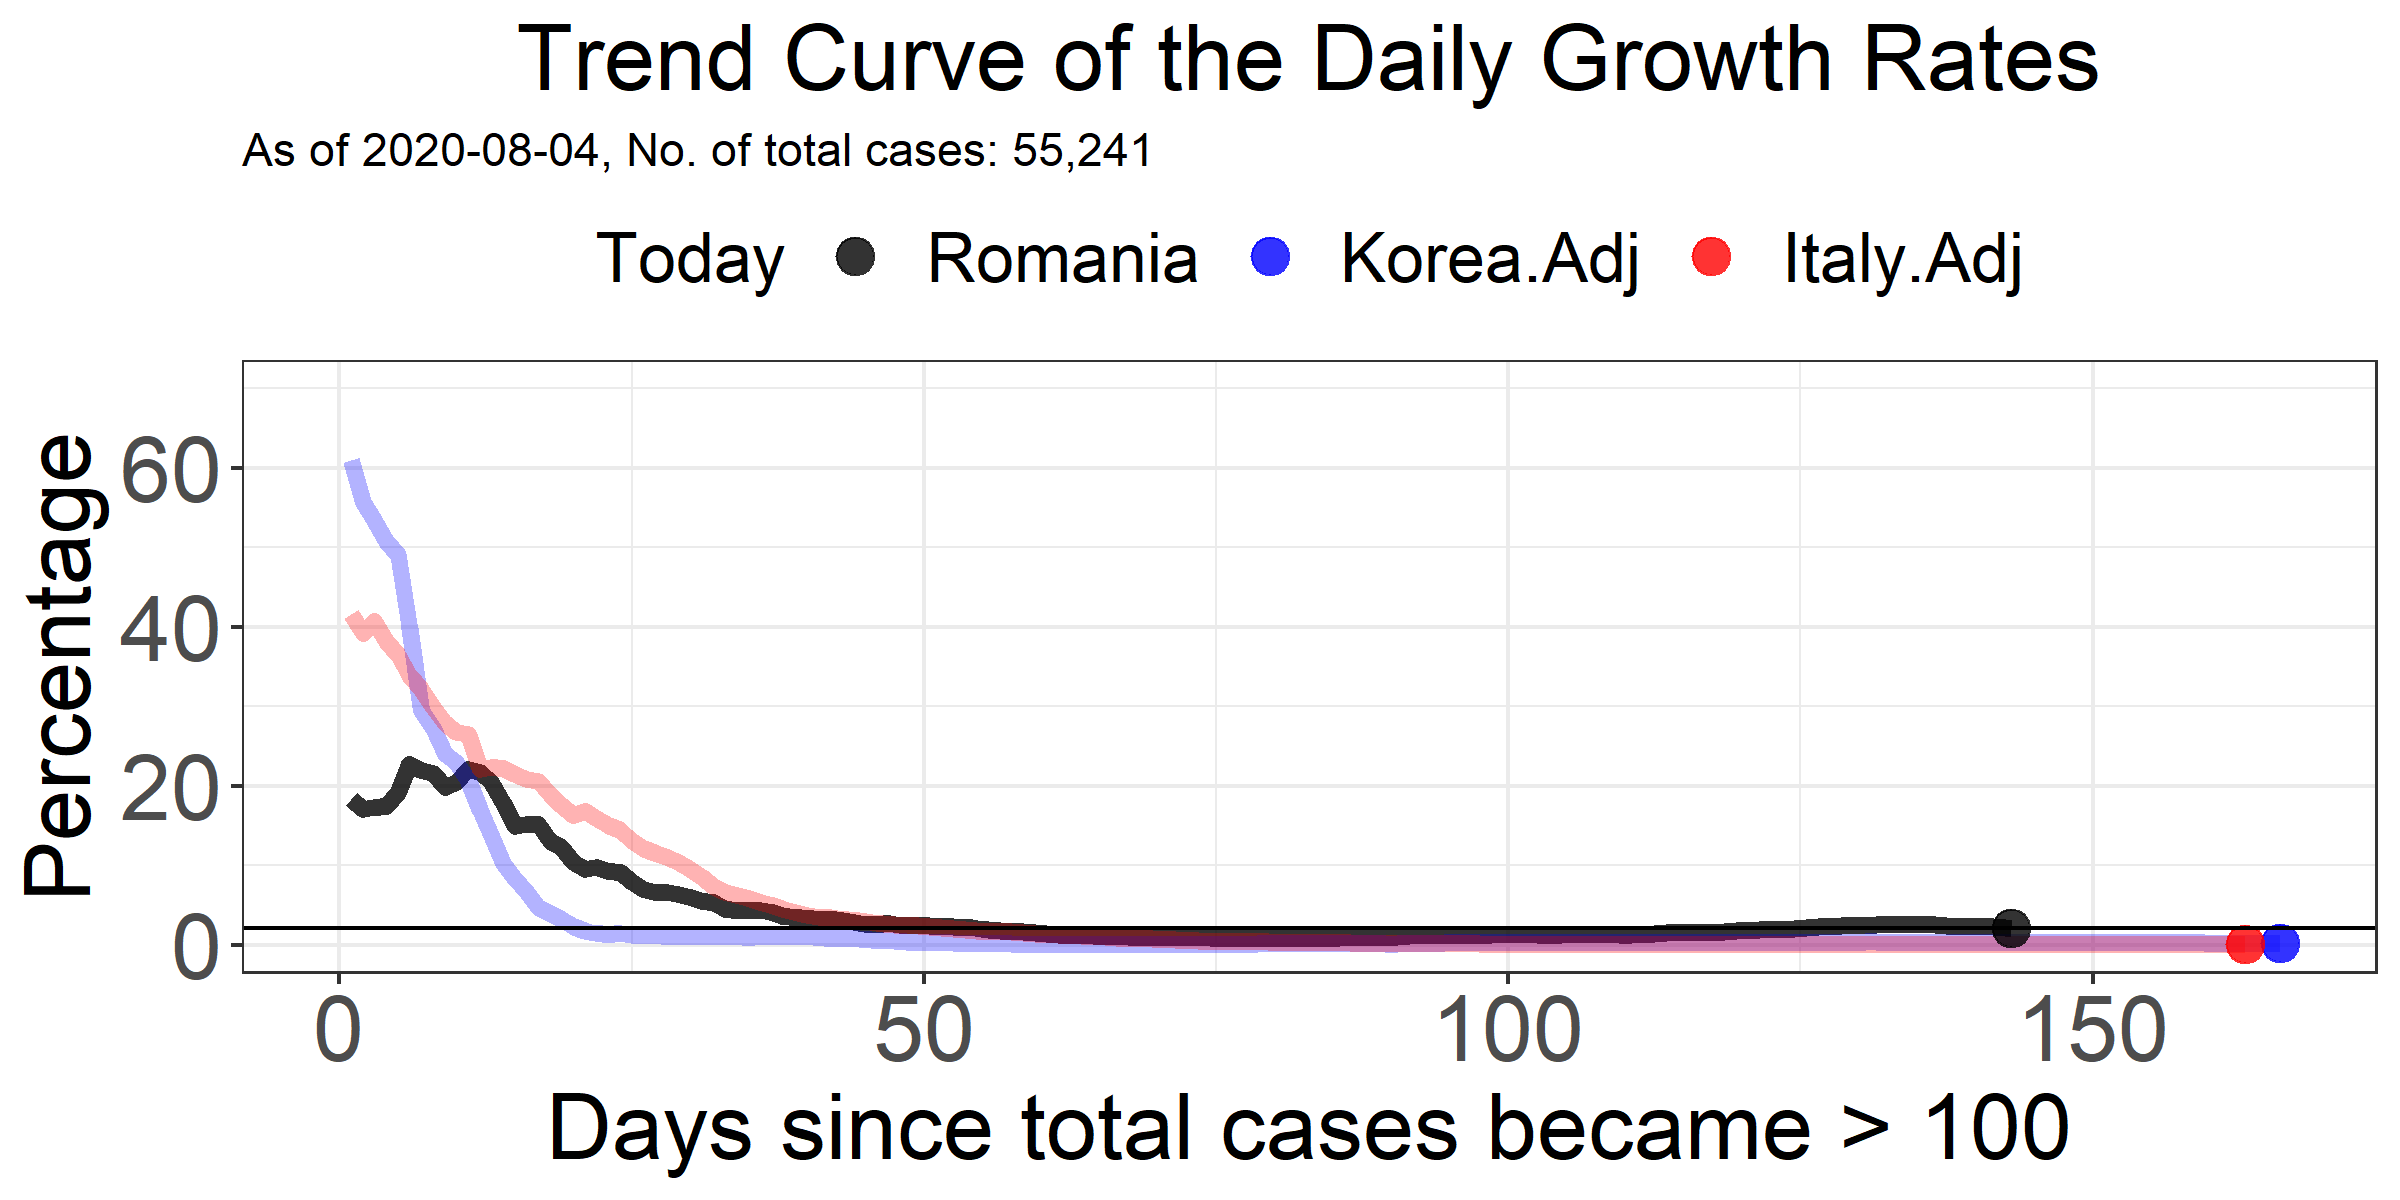 Trend Curve of the Daily Growth Rates
As of 2020-08-04, No. of total cases: 55,241
Today Romania Korea.Adj Italy.Adj
Percentage
60
40
20
0
0 50 100 150
Days since total cases became > 100